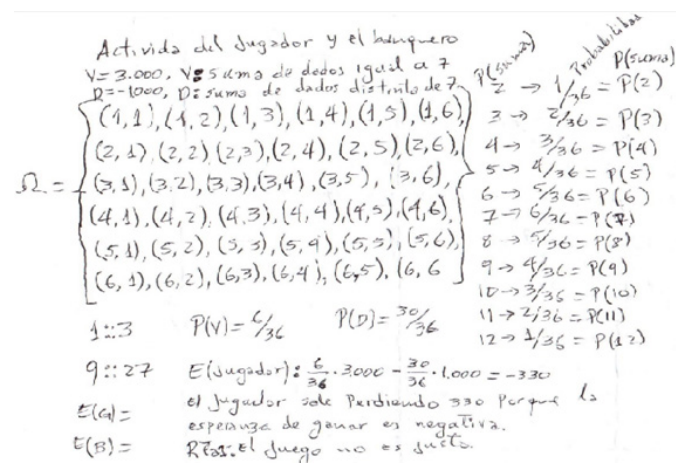 Actividad del Jugador y el banquero
V = 3.000, V: suma de dados igual a 7
D = -1000, D: suma de dados distinta de 7
Ω =
(1,1), (1,2), (1,3), (1,4), (1,5), (1,6),
(2,1), (2,2), (2,3), (2,4), (2,5), (2,6),
(3,1), (3,2), (3,3), (3,4), (3,5), (3,6),
(4,1), (4,2), (4,3), (4,4), (4,5), (4,6),
(5,1), (5,2), (5,3), (5,4), (5,5), (5,6),
(6,1), (6,2), (6,3), (6,4), (6,5), (6,6
P(suma) Probabilidad P(suma)
2 → 1/36 = P(2)
3 → 2/36 = P(3)
4 → 3/36 = P(4)
5 → 4/36 = P(5)
6 → 5/36 = P(6)
7 → 6/36 = P(7)
8 → 5/36 = P(8)
9 → 4/36 = P(9)
10 → 3/36 = P(10)
11 → 2/36 = P(11)
12 → 1/36 = P(12)
1::3 P(V) = 6/36 P(D) = 30/36
9::27 E(Jugador): 6/36 · 3.000 - 30/36 · 1.000 = -330
E(G) = el jugador sale perdiendo 330 porque la
esperanza de ganar es negativa.
E(B) = Rta: El juego no es justo.